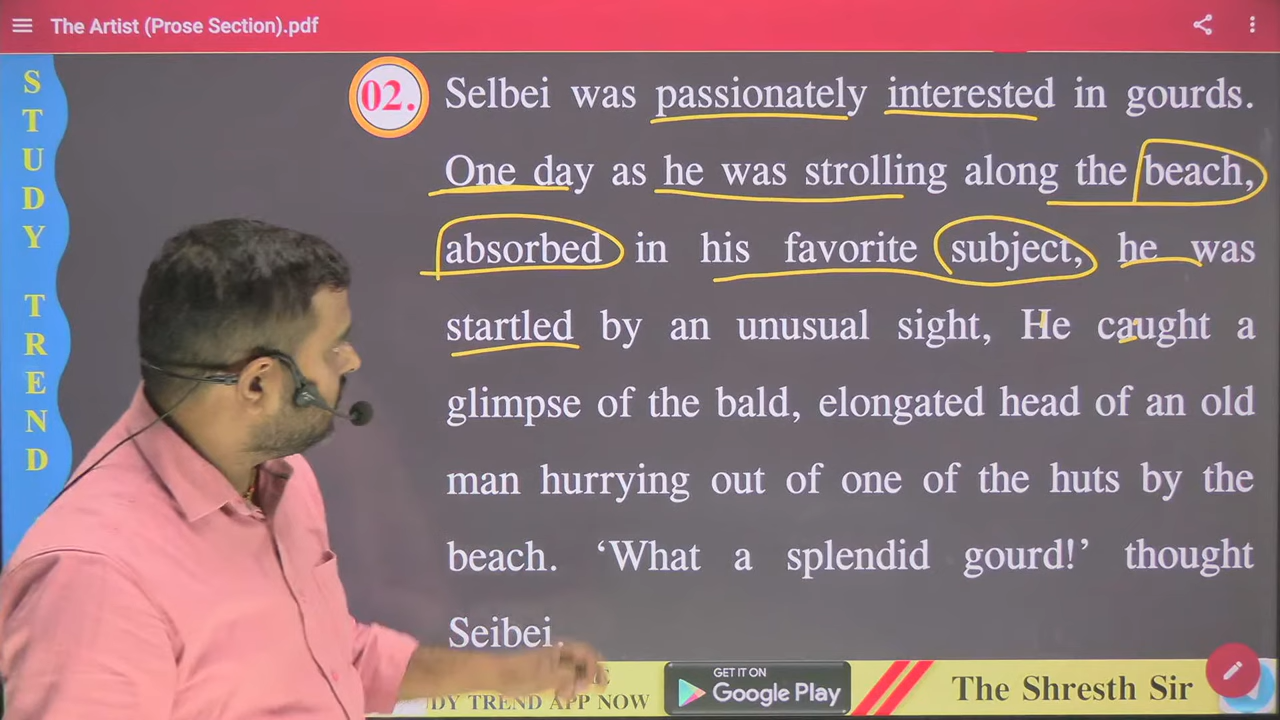 The Artist (Prose Section).pdf
STUDY TREND
02.
Selbei was passionately interested in gourds.
One day as he was strolling along the beach,
absorbed in his favorite subject, he was
startled by an unusual sight, He caught a
glimpse of the bald, elongated head of an old
man hurrying out of one of the huts by the
beach. ‘What a splendid gourd!’ thought
Seibei.
DY TREND APP NOW
GET IT ON
Google Play
The Shresth Sir